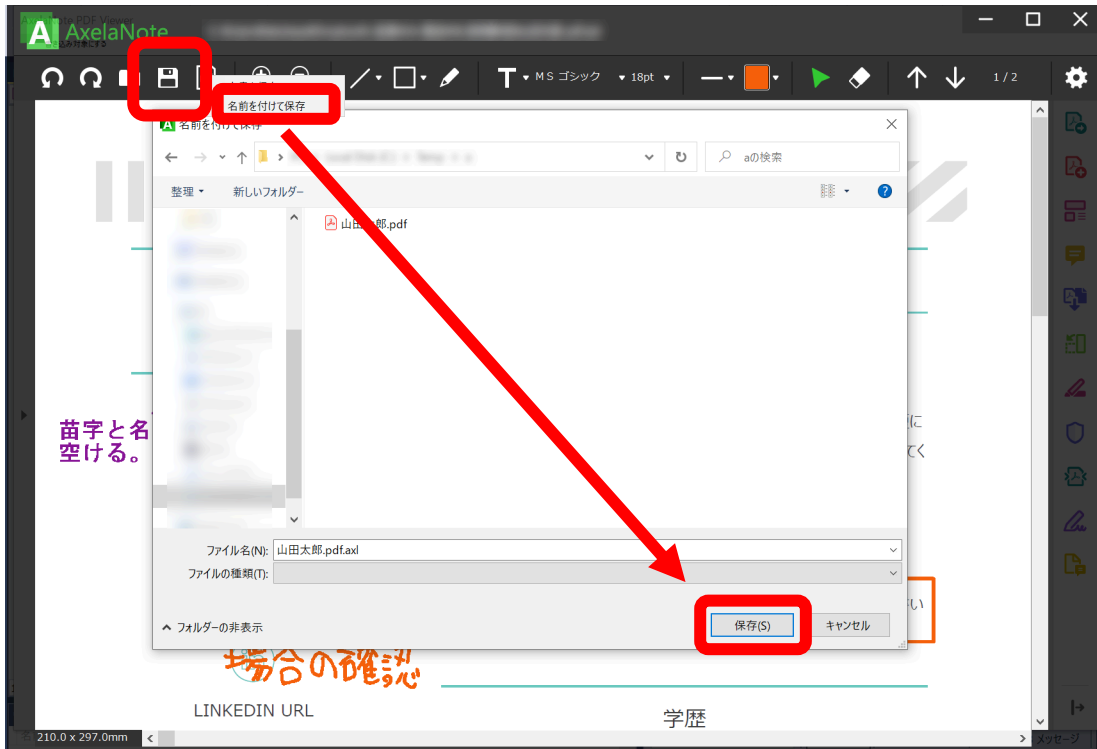 AxelaNote PDF Viewer
AxelaNote
T MS ゴシック 18pt 1 / 2
名前を付けて保存
名前を付けて保存
aの検索
整理 新しいフォルダー
山田太郎.pdf
苗字と名
空ける。
に
てく
ファイル名(N): 山田太郎.pdf.axl
ファイルの種類(T):
い
保存(S) キャンセル
フォルダーの非表示
場合の確認
LINKEDIN URL
学歴
210.0 x 297.0mm
メッセージ